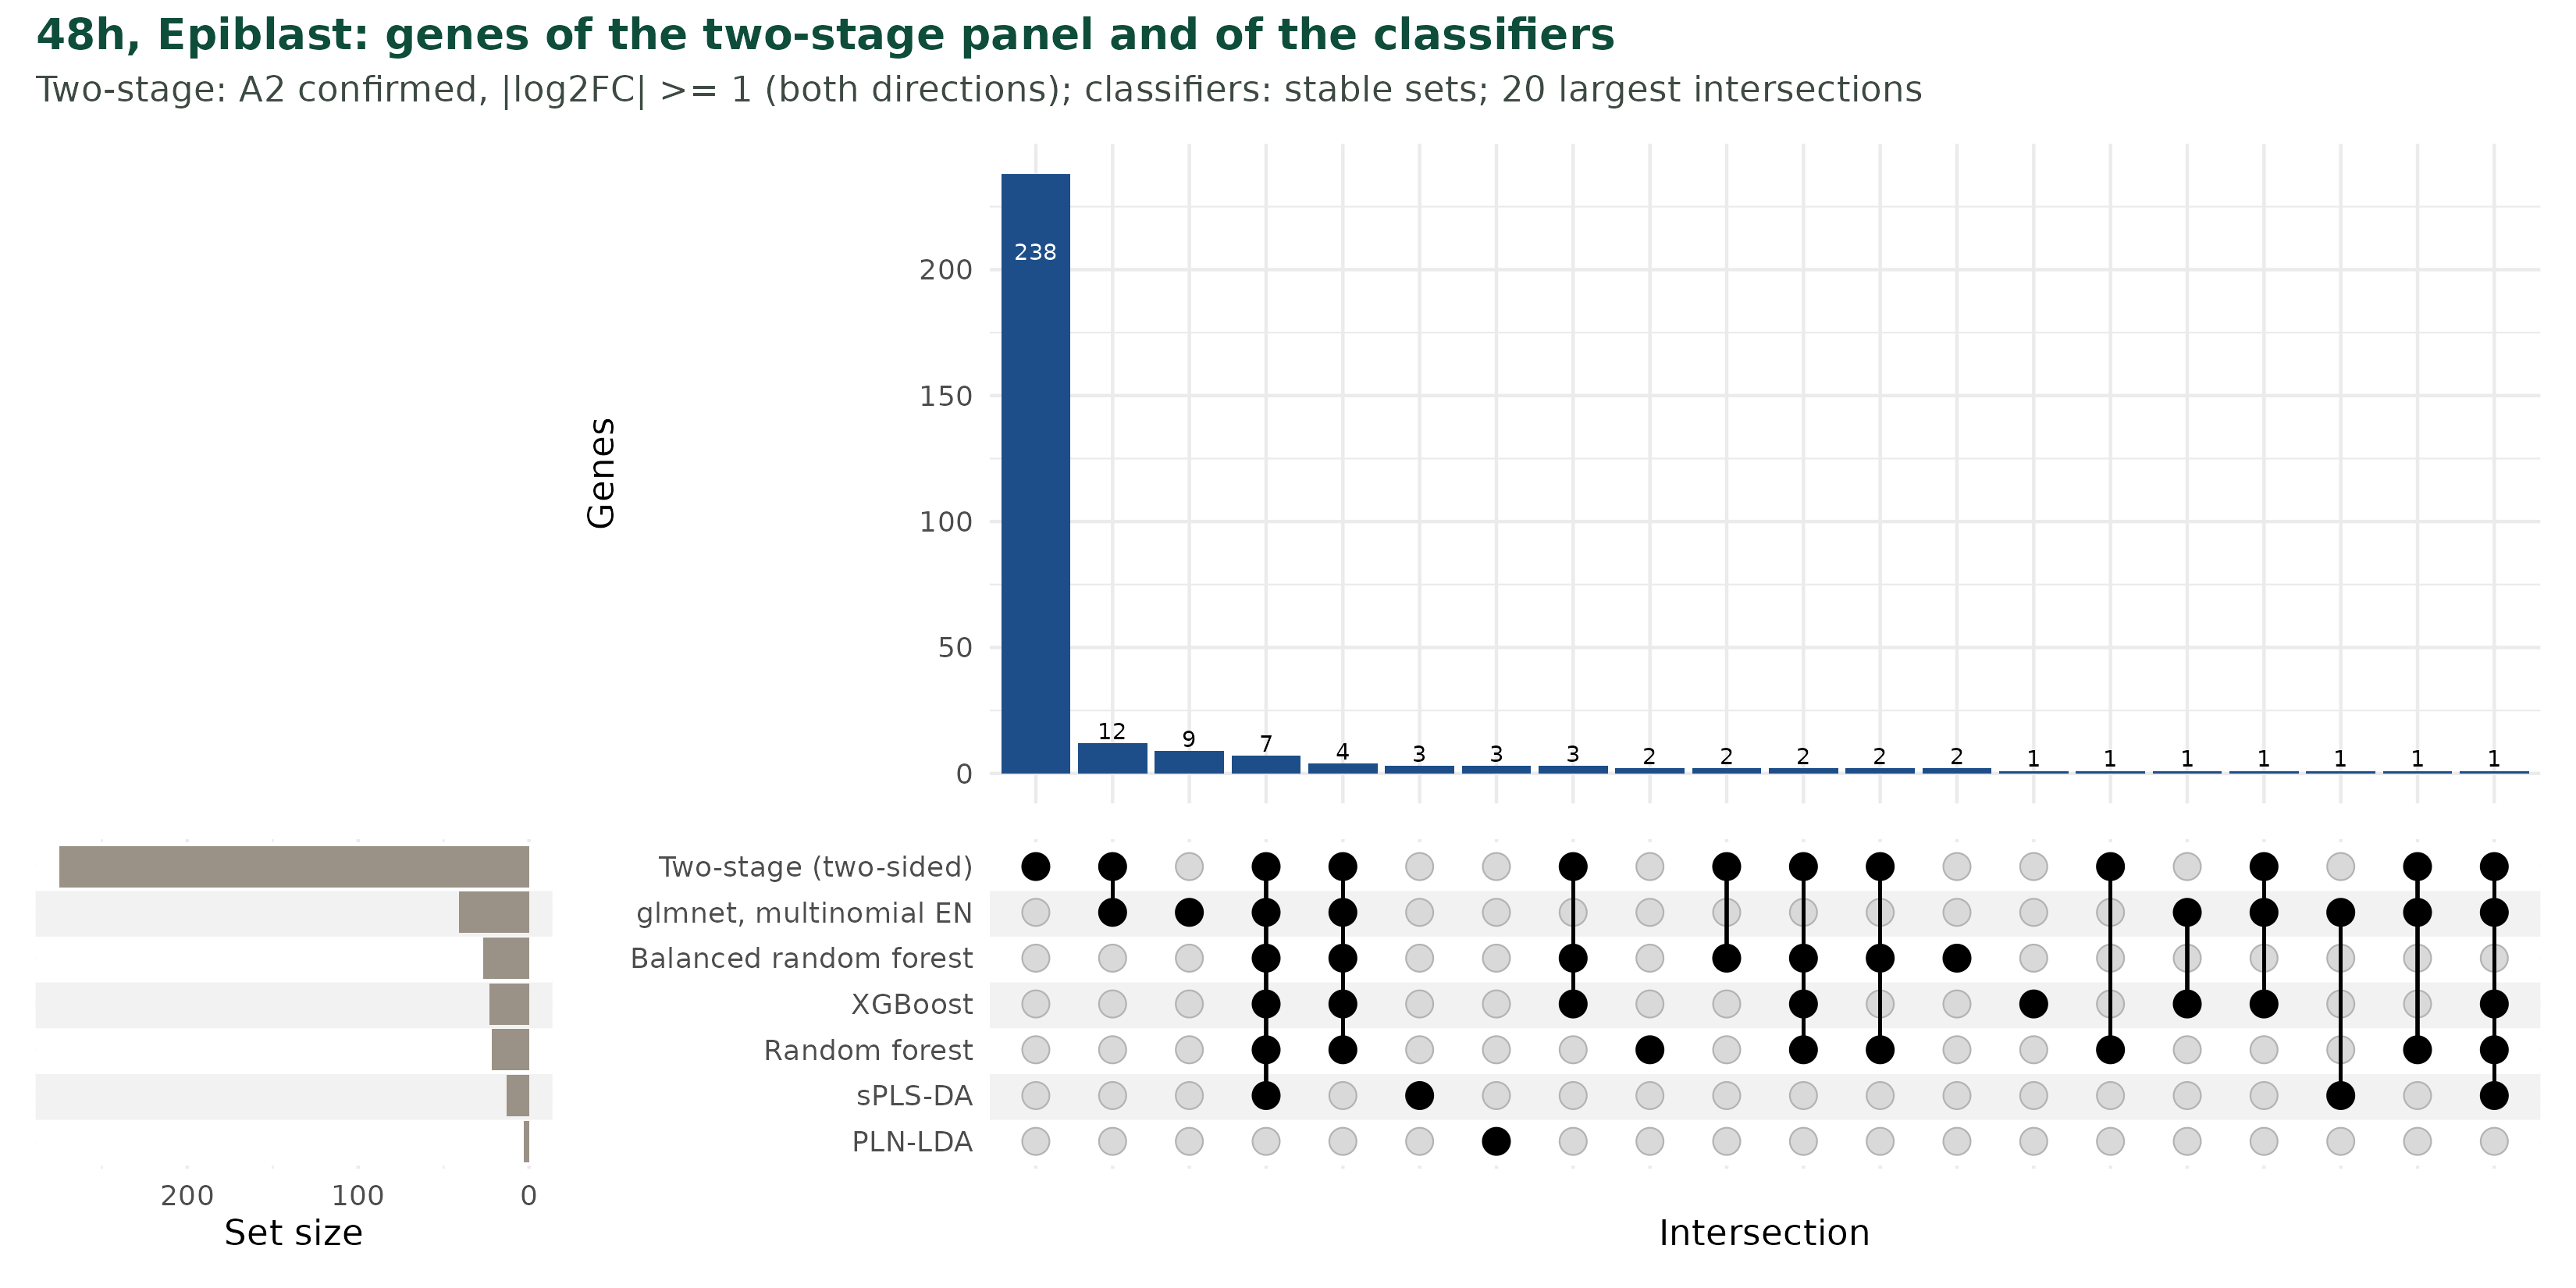 48h, Epiblast: genes of the two-stage panel and of the classifiers
Two-stage: A2 confirmed, |log2FC| >= 1 (both directions); classifiers: stable sets; 20 largest intersections
Genes
200
150
100
50
0
238
12
9
7
4
3
3
3
2
2
2
2
2
1
1
1
1
1
1
1
Two-stage (two-sided)
glmnet, multinomial EN
Balanced random forest
XGBoost
Random forest
sPLS-DA
PLN-LDA
200 100 0
Set size
Intersection